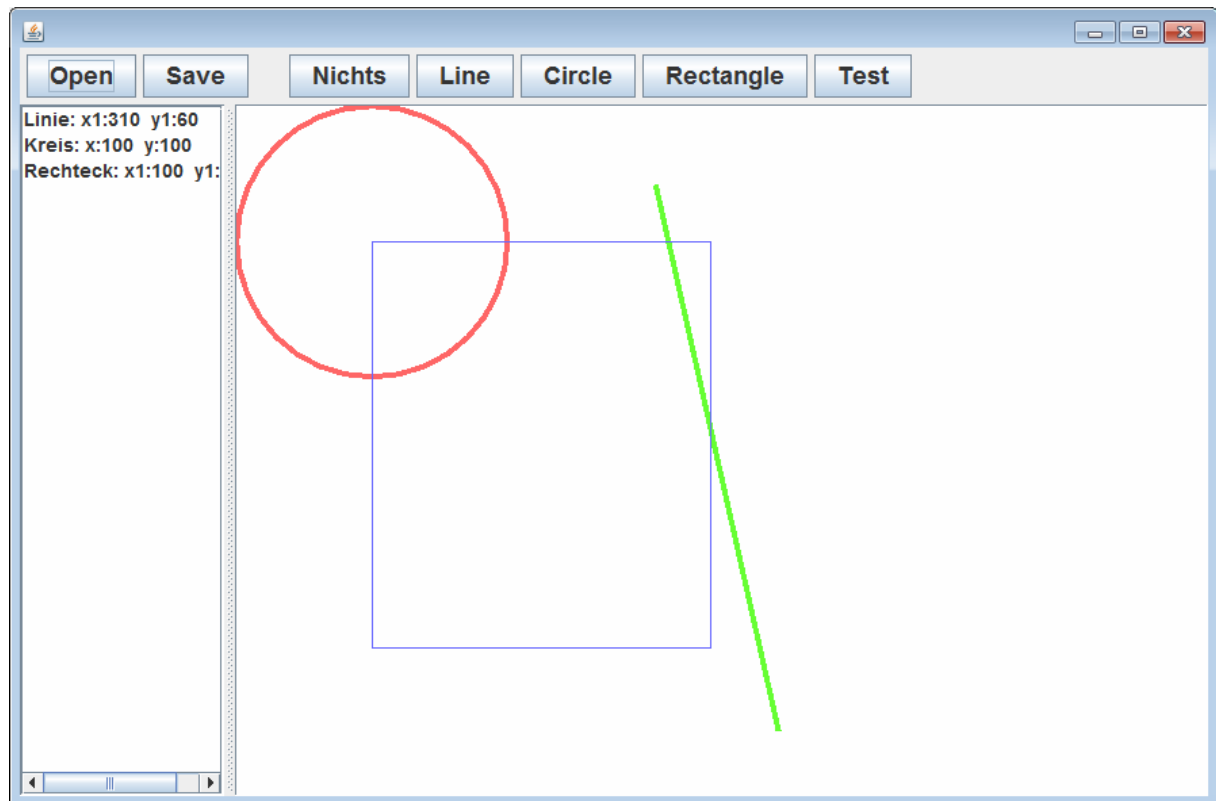 Open Save Nichts Line Circle Rectangle Test
Linie: x1:310 y1:60
Kreis: x:100 y:100
Rechteck: x1:100 y1: